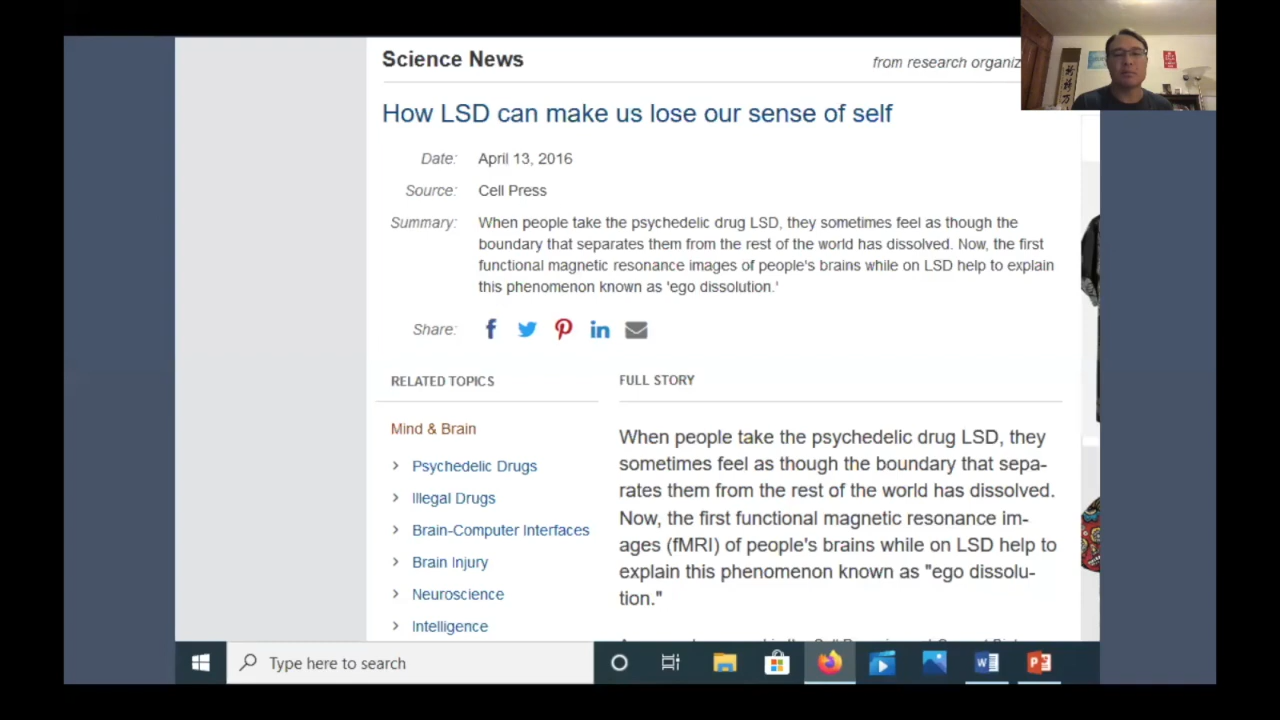 Science News
from research organiz
How LSD can make us lose our sense of self
Date: April 13, 2016
Source: Cell Press
Summary: When people take the psychedelic drug LSD, they sometimes feel as though the
boundary that separates them from the rest of the world has dissolved. Now, the first
functional magnetic resonance images of people's brains while on LSD help to explain
this phenomenon known as 'ego dissolution.'
Share:
RELATED TOPICS
Mind & Brain
Psychedelic Drugs
Illegal Drugs
Brain-Computer Interfaces
Brain Injury
Neuroscience
Intelligence
FULL STORY
When people take the psychedelic drug LSD, they
sometimes feel as though the boundary that sepa-
rates them from the rest of the world has dissolved.
Now, the first functional magnetic resonance im-
ages (fMRI) of people's brains while on LSD help to
explain this phenomenon known as "ego dissolu-
tion."
Type here to search